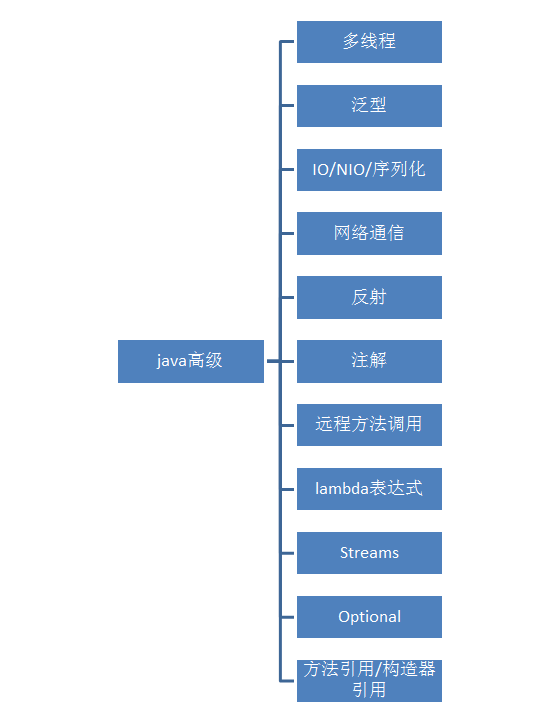 多线程
泛型
IO/NIO/序列化
网络通信
反射
java高级
注解
远程方法调用
lambda表达式
Streams
Optional
方法引用/构造器
引用